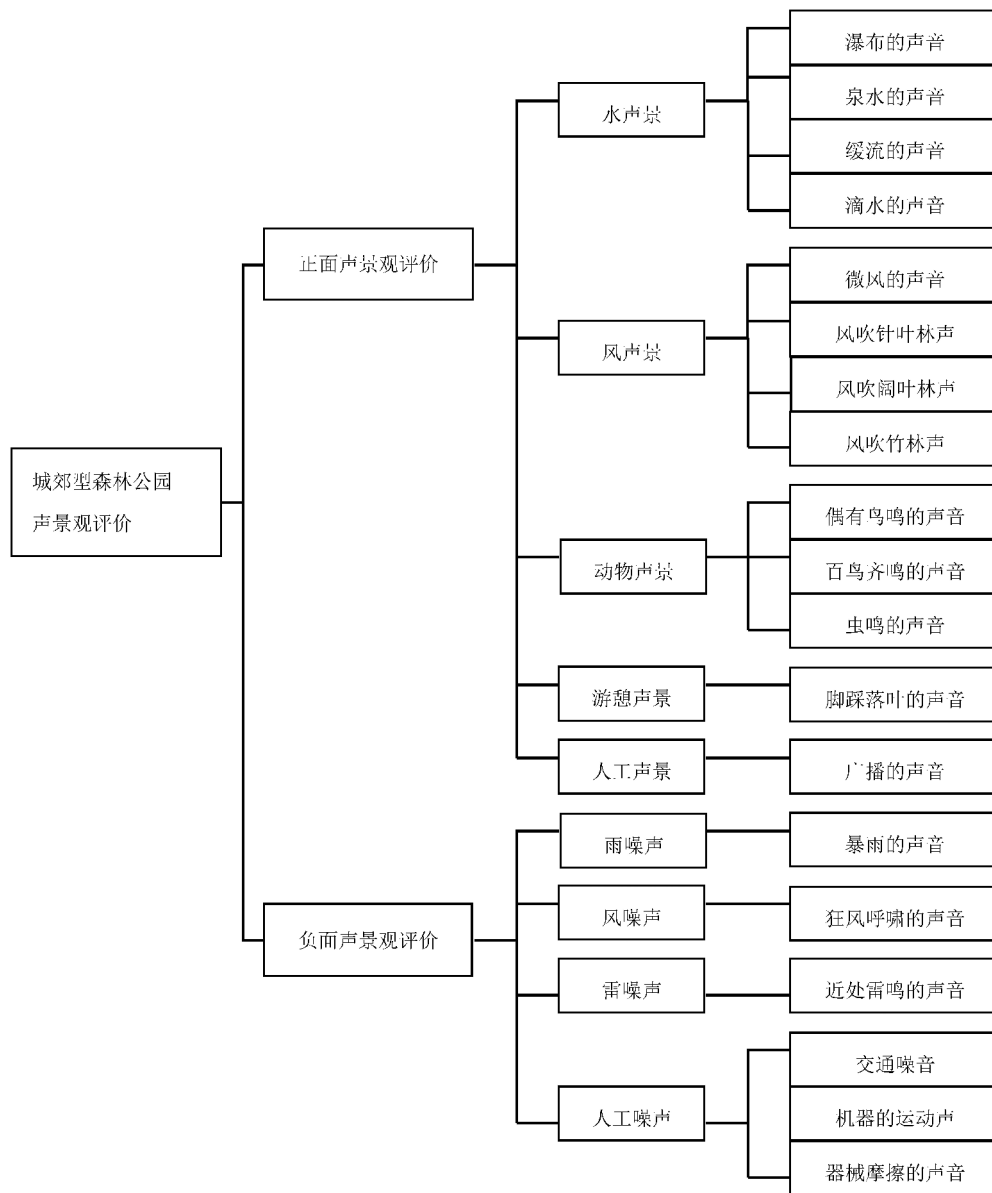 城郊型森林公园
声景观评价
正面声景观评价
水声景
瀑布的声音
泉水的声音
缓流的声音
滴水的声音
风声景
微风的声音
风吹针叶林声
风吹阔叶林声
风吹竹林声
动物声景
偶有鸟鸣的声音
百鸟齐鸣的声音
虫鸣的声音
游憩声景
脚踩落叶的声音
人工声景
广播的声音
负面声景观评价
雨噪声
暴雨的声音
风噪声
狂风呼啸的声音
雷噪声
近处雷鸣的声音
人工噪声
交通噪音
机器的运动声
器械摩擦的声音